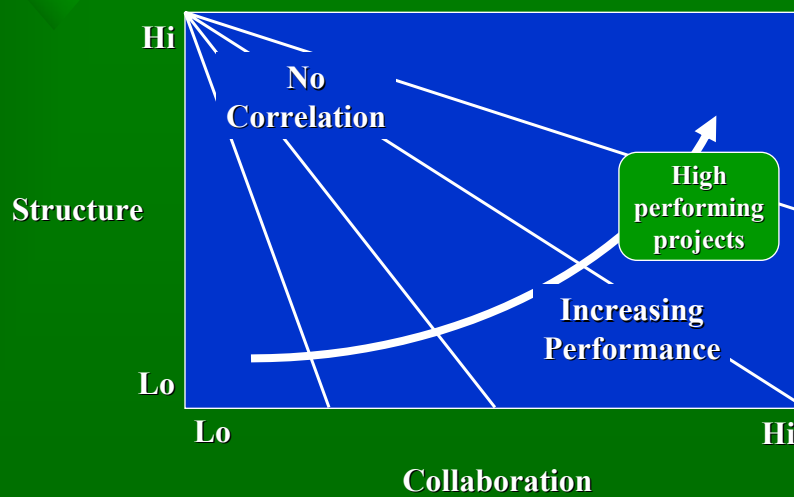 Hi
No
Correlation
High
performing
projects
Structure
Increasing
Performance
Lo
Lo
Hi
Collaboration